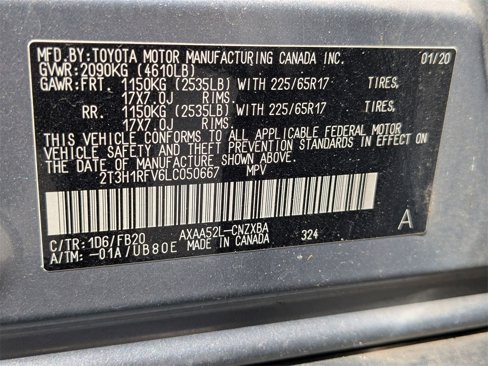 MFD.BY:TOYOTA MOTOR MANUFACTURING CANADA INC. 01/20
GVWR:2090KG (4610LB)
GAWR:FRT. 1150KG (2535LB) WITH 225/65R17 TIRES,
17X7.0J RIMS.
RR. 1150KG (2535LB) WITH 225/65R17 TIRES,
17X7.0J RIMS.
THIS VEHICLE CONFORMS TO ALL APPLICABLE FEDERAL MOTOR
VEHICLE SAFETY AND THEFT PREVENTION STANDARDS IN EFFECT ON
THE DATE OF MANUFACTURE SHOWN ABOVE.
2T3H1RFV6LC050667 MPV
C/TR:1D6/FB20 AXAA52L-CNZXBA 324 A
A/TM:-01A/UB80E MADE IN CANADA